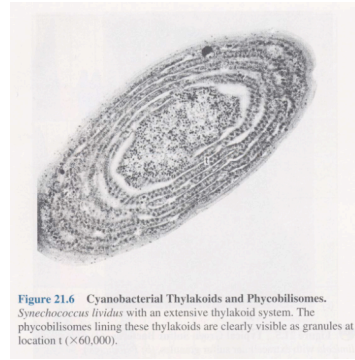 t
Figure 21.6 Cyanobacterial Thylakoids and Phycobilisomes.
Synechococcus lividus with an extensive thylakoid system. The
phycobilisomes lining these thylakoids are clearly visible as granules at
location t (×60,000).